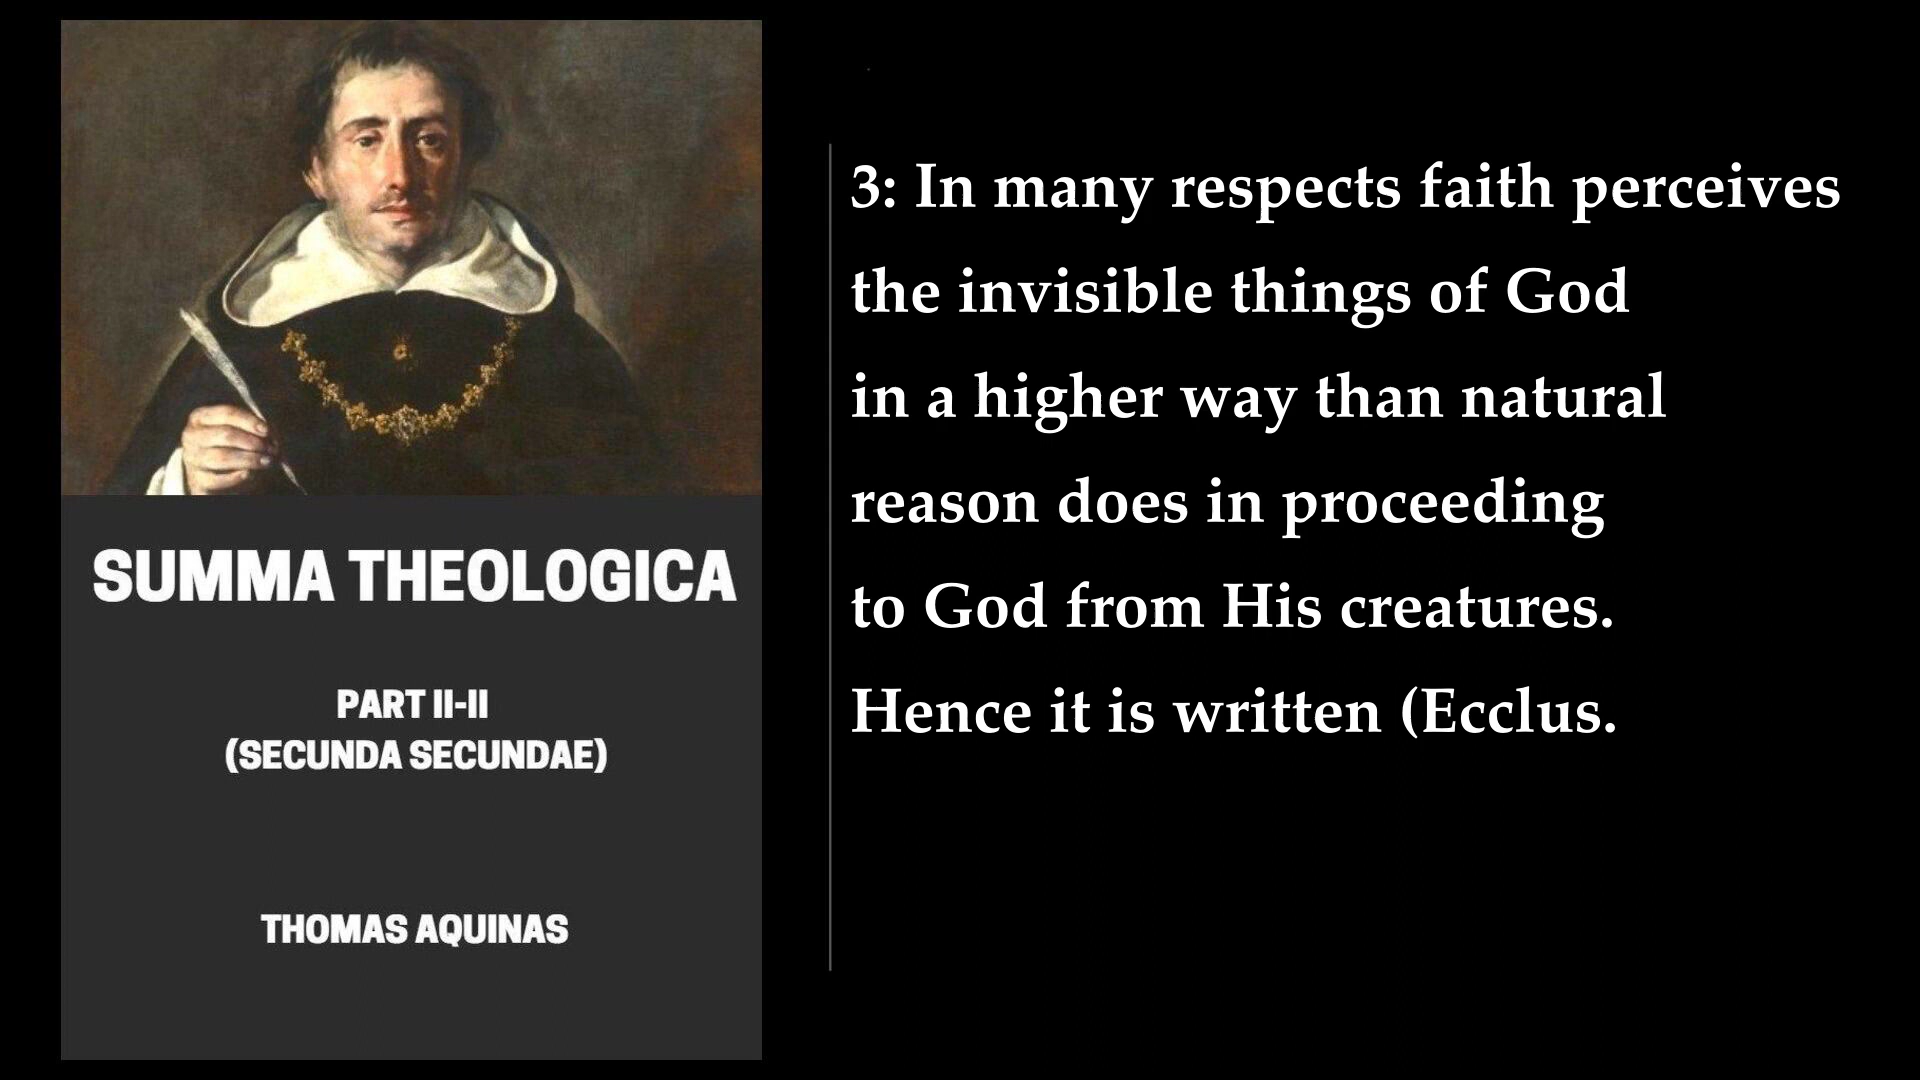 SUMMA THEOLOGICA
PART II-II
(SECUNDA SECUNDAE)
THOMAS AQUINAS
3: In many respects faith perceives
the invisible things of God
in a higher way than natural
reason does in proceeding
to God from His creatures.
Hence it is written (Ecclus.